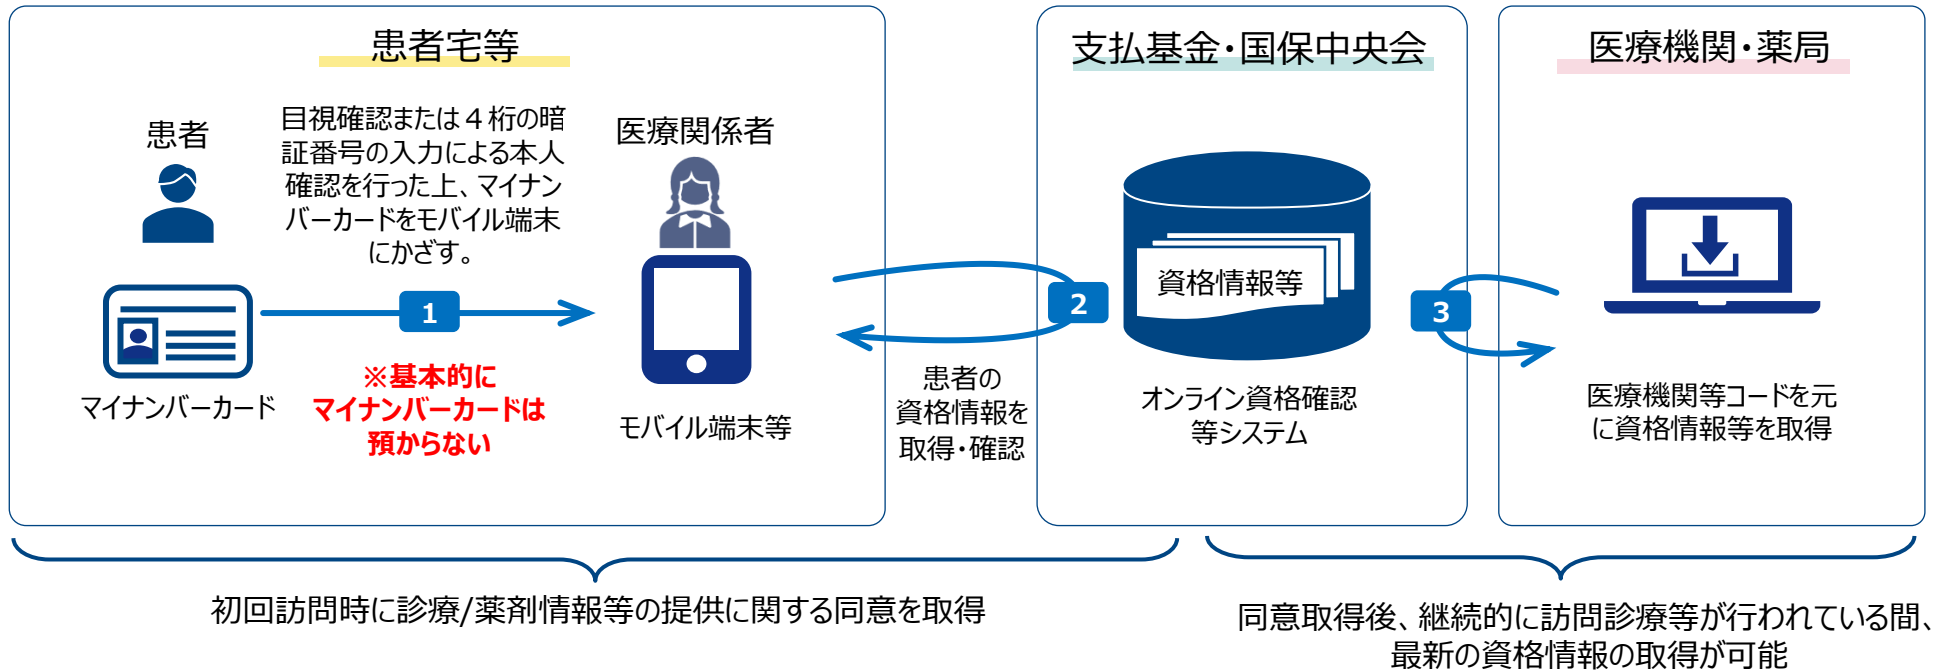 患者宅等
患者
目視確認または４桁の暗
証番号の入力による本人
確認を行った上、マイナン
バーカードをモバイル端末
にかざす。
医療関係者
1
マイナンバーカード
※基本的に
マイナンバーカードは
預からない
モバイル端末等
2
患者の
資格情報を
取得・確認
支払基金・国保中央会
資格情報等
オンライン資格確認
等システム
3
医療機関・薬局
医療機関等コードを元
に資格情報等を取得
初回訪問時に診療/薬剤情報等の提供に関する同意を取得
同意取得後、継続的に訪問診療等が行われている間、
最新の資格情報の取得が可能